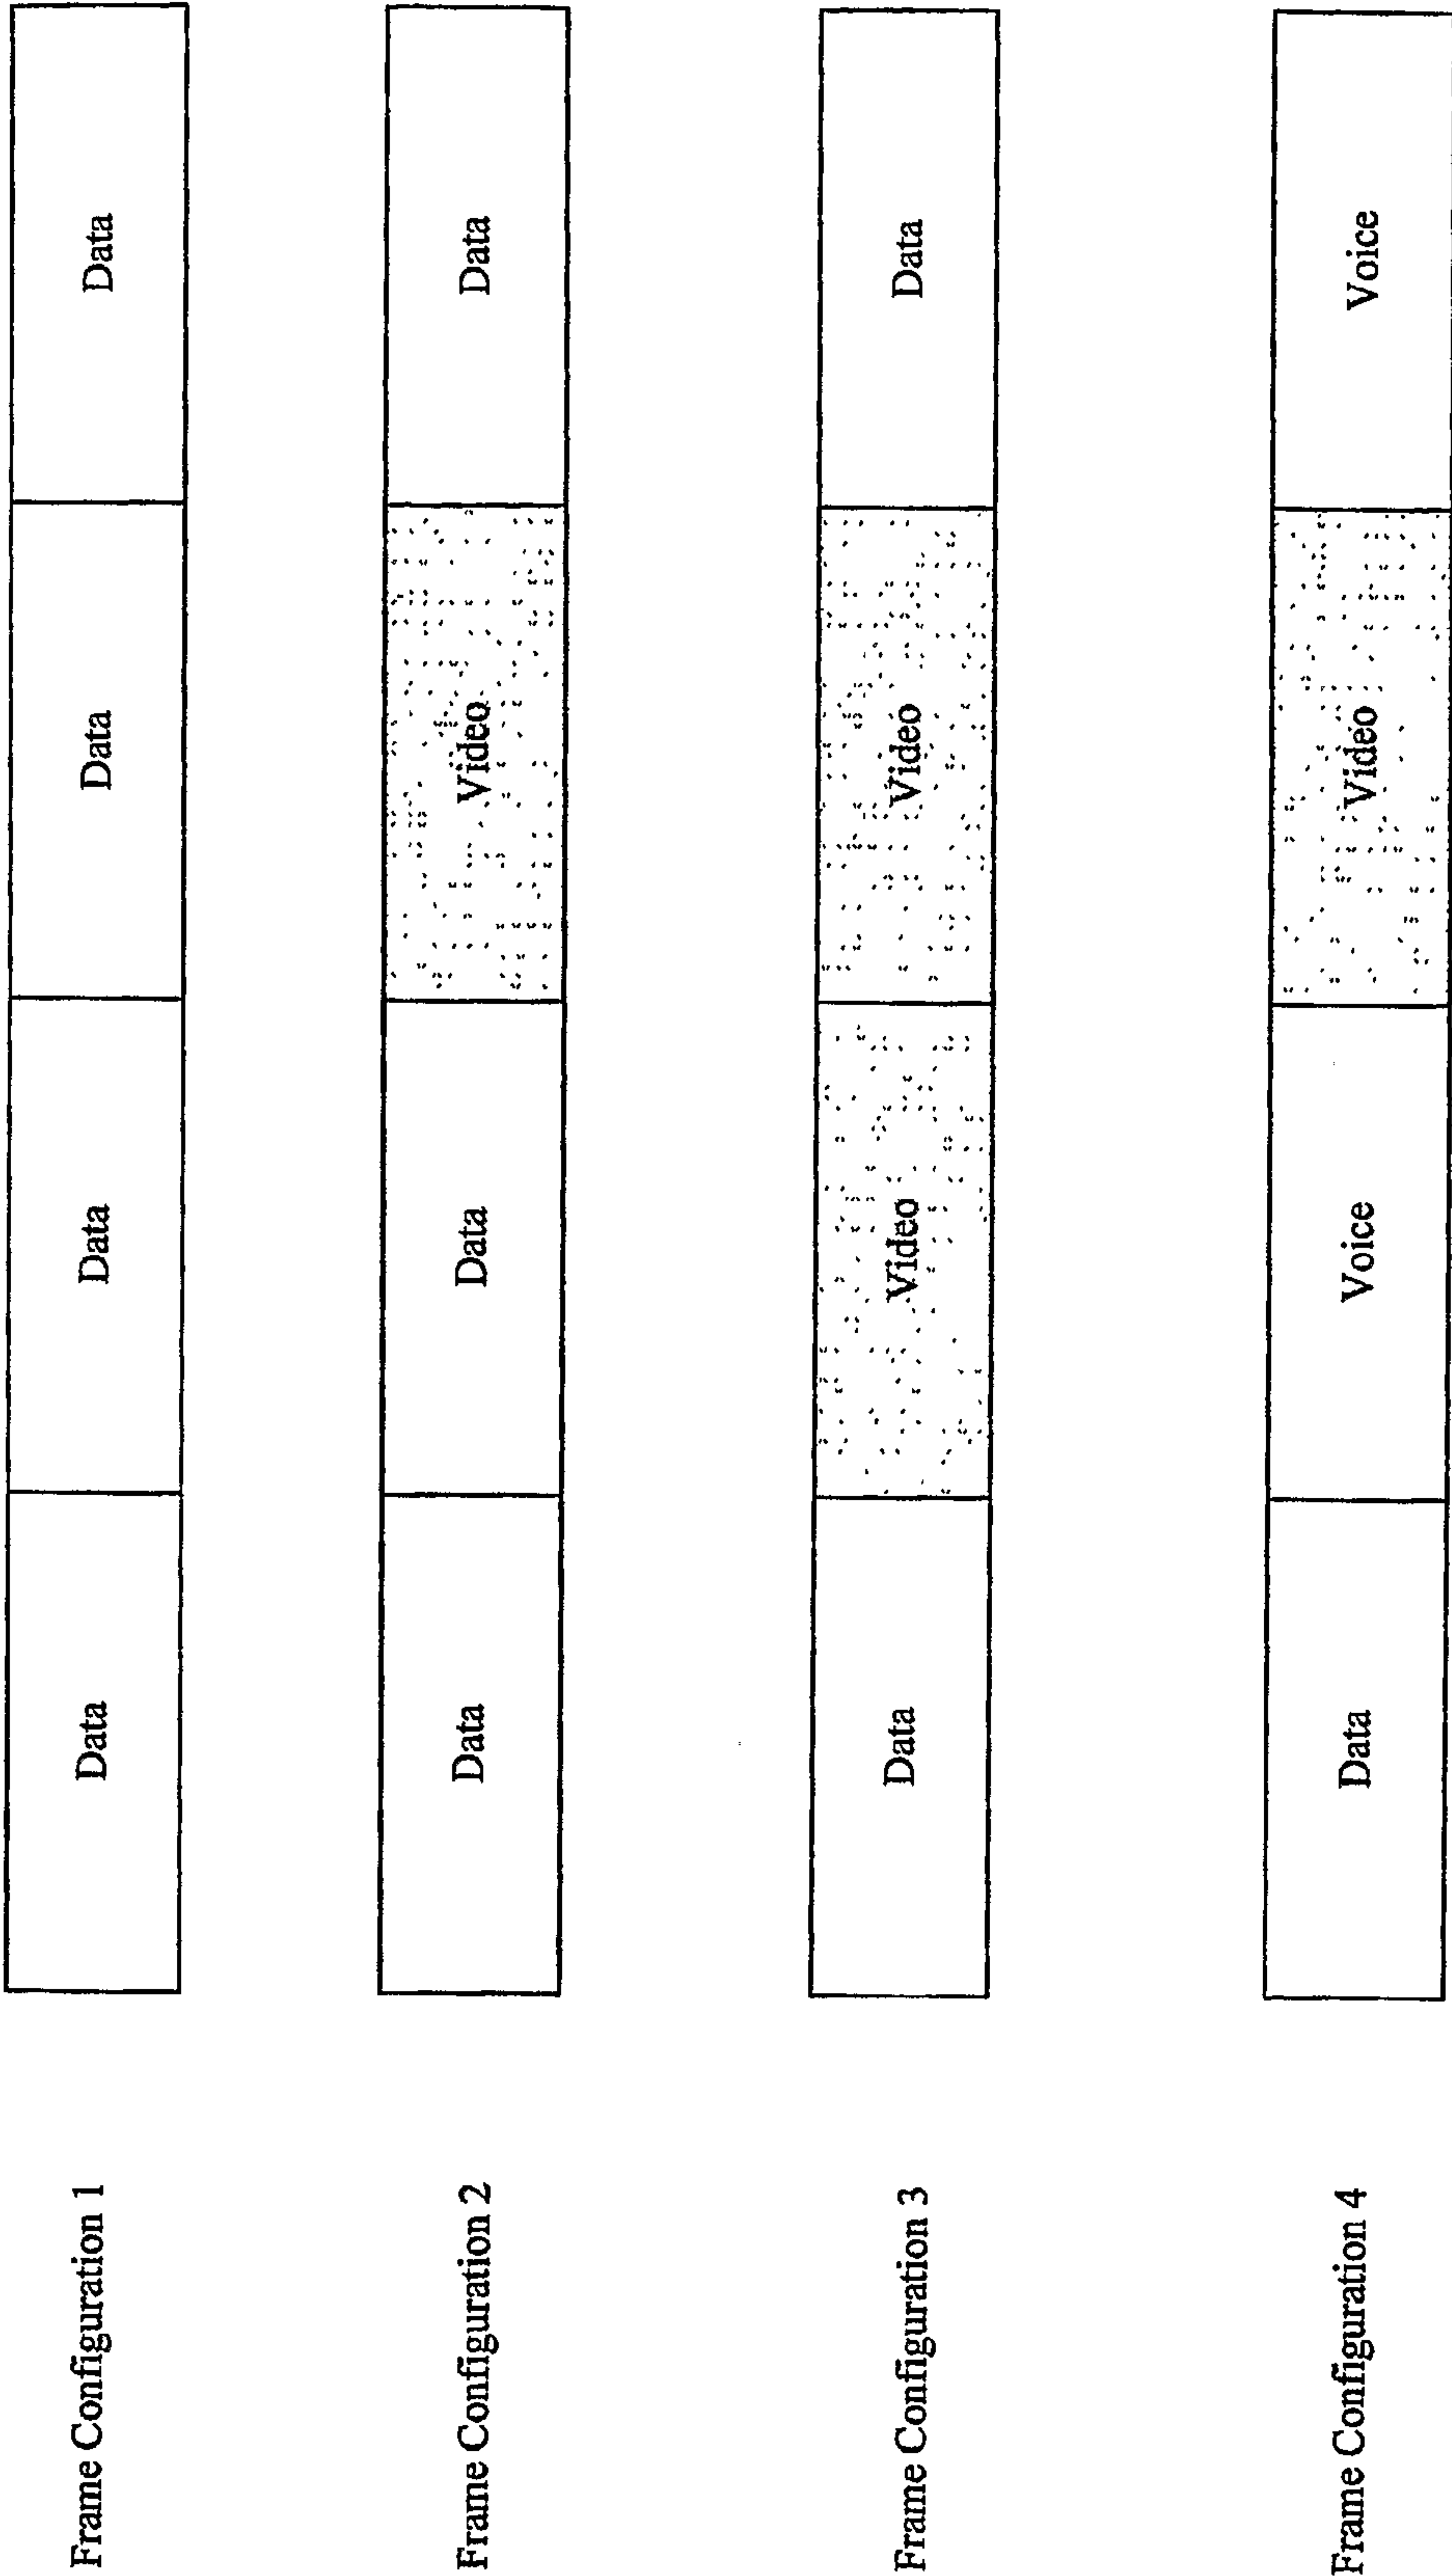 Frame Configuration 1 Data Data Data Data
Frame Configuration 2 Data Data Video Data
Frame Configuration 3 Data Video Video Data
Frame Configuration 4 Data Voice Video Voice